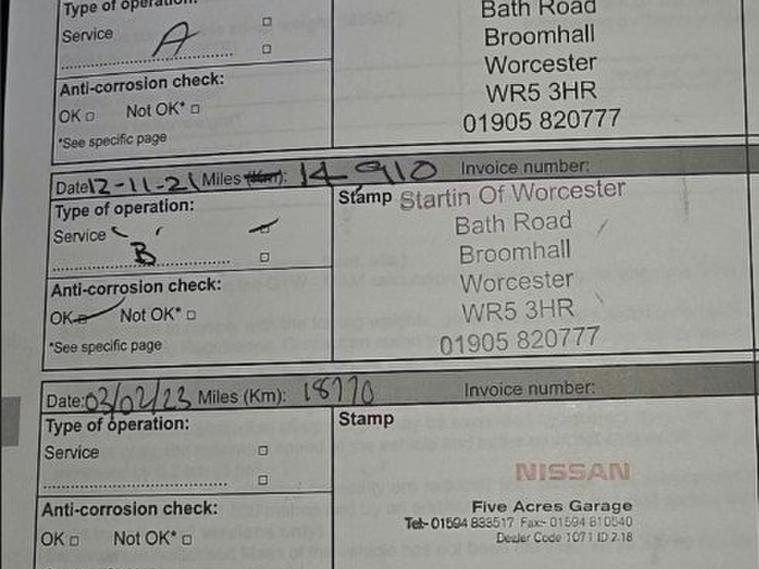 Type of operation:
Service A
Anti-corrosion check:
OK Not OK*
*See specific page
Bath Road
Broomhall
Worcester
WR5 3HR
01905 820777
Date 12-11-21 Miles (Km): 14 910 Invoice number:
Type of operation:
Service
'B'
Anti-corrosion check:
OK Not OK*
*See specific page
Stamp Startin Of Worcester
Bath Road
Broomhall
Worcester
WR5 3HR
01905 820777
Date: 03/02/23 Miles (Km): 18770 Invoice number:
Type of operation:
Service
Anti-corrosion check:
OK Not OK*
Stamp
NISSAN
Five Acres Garage
Tel:- 01594 833517 Fax:- 01594 810540
Dealer Code 1071 ID 2.18